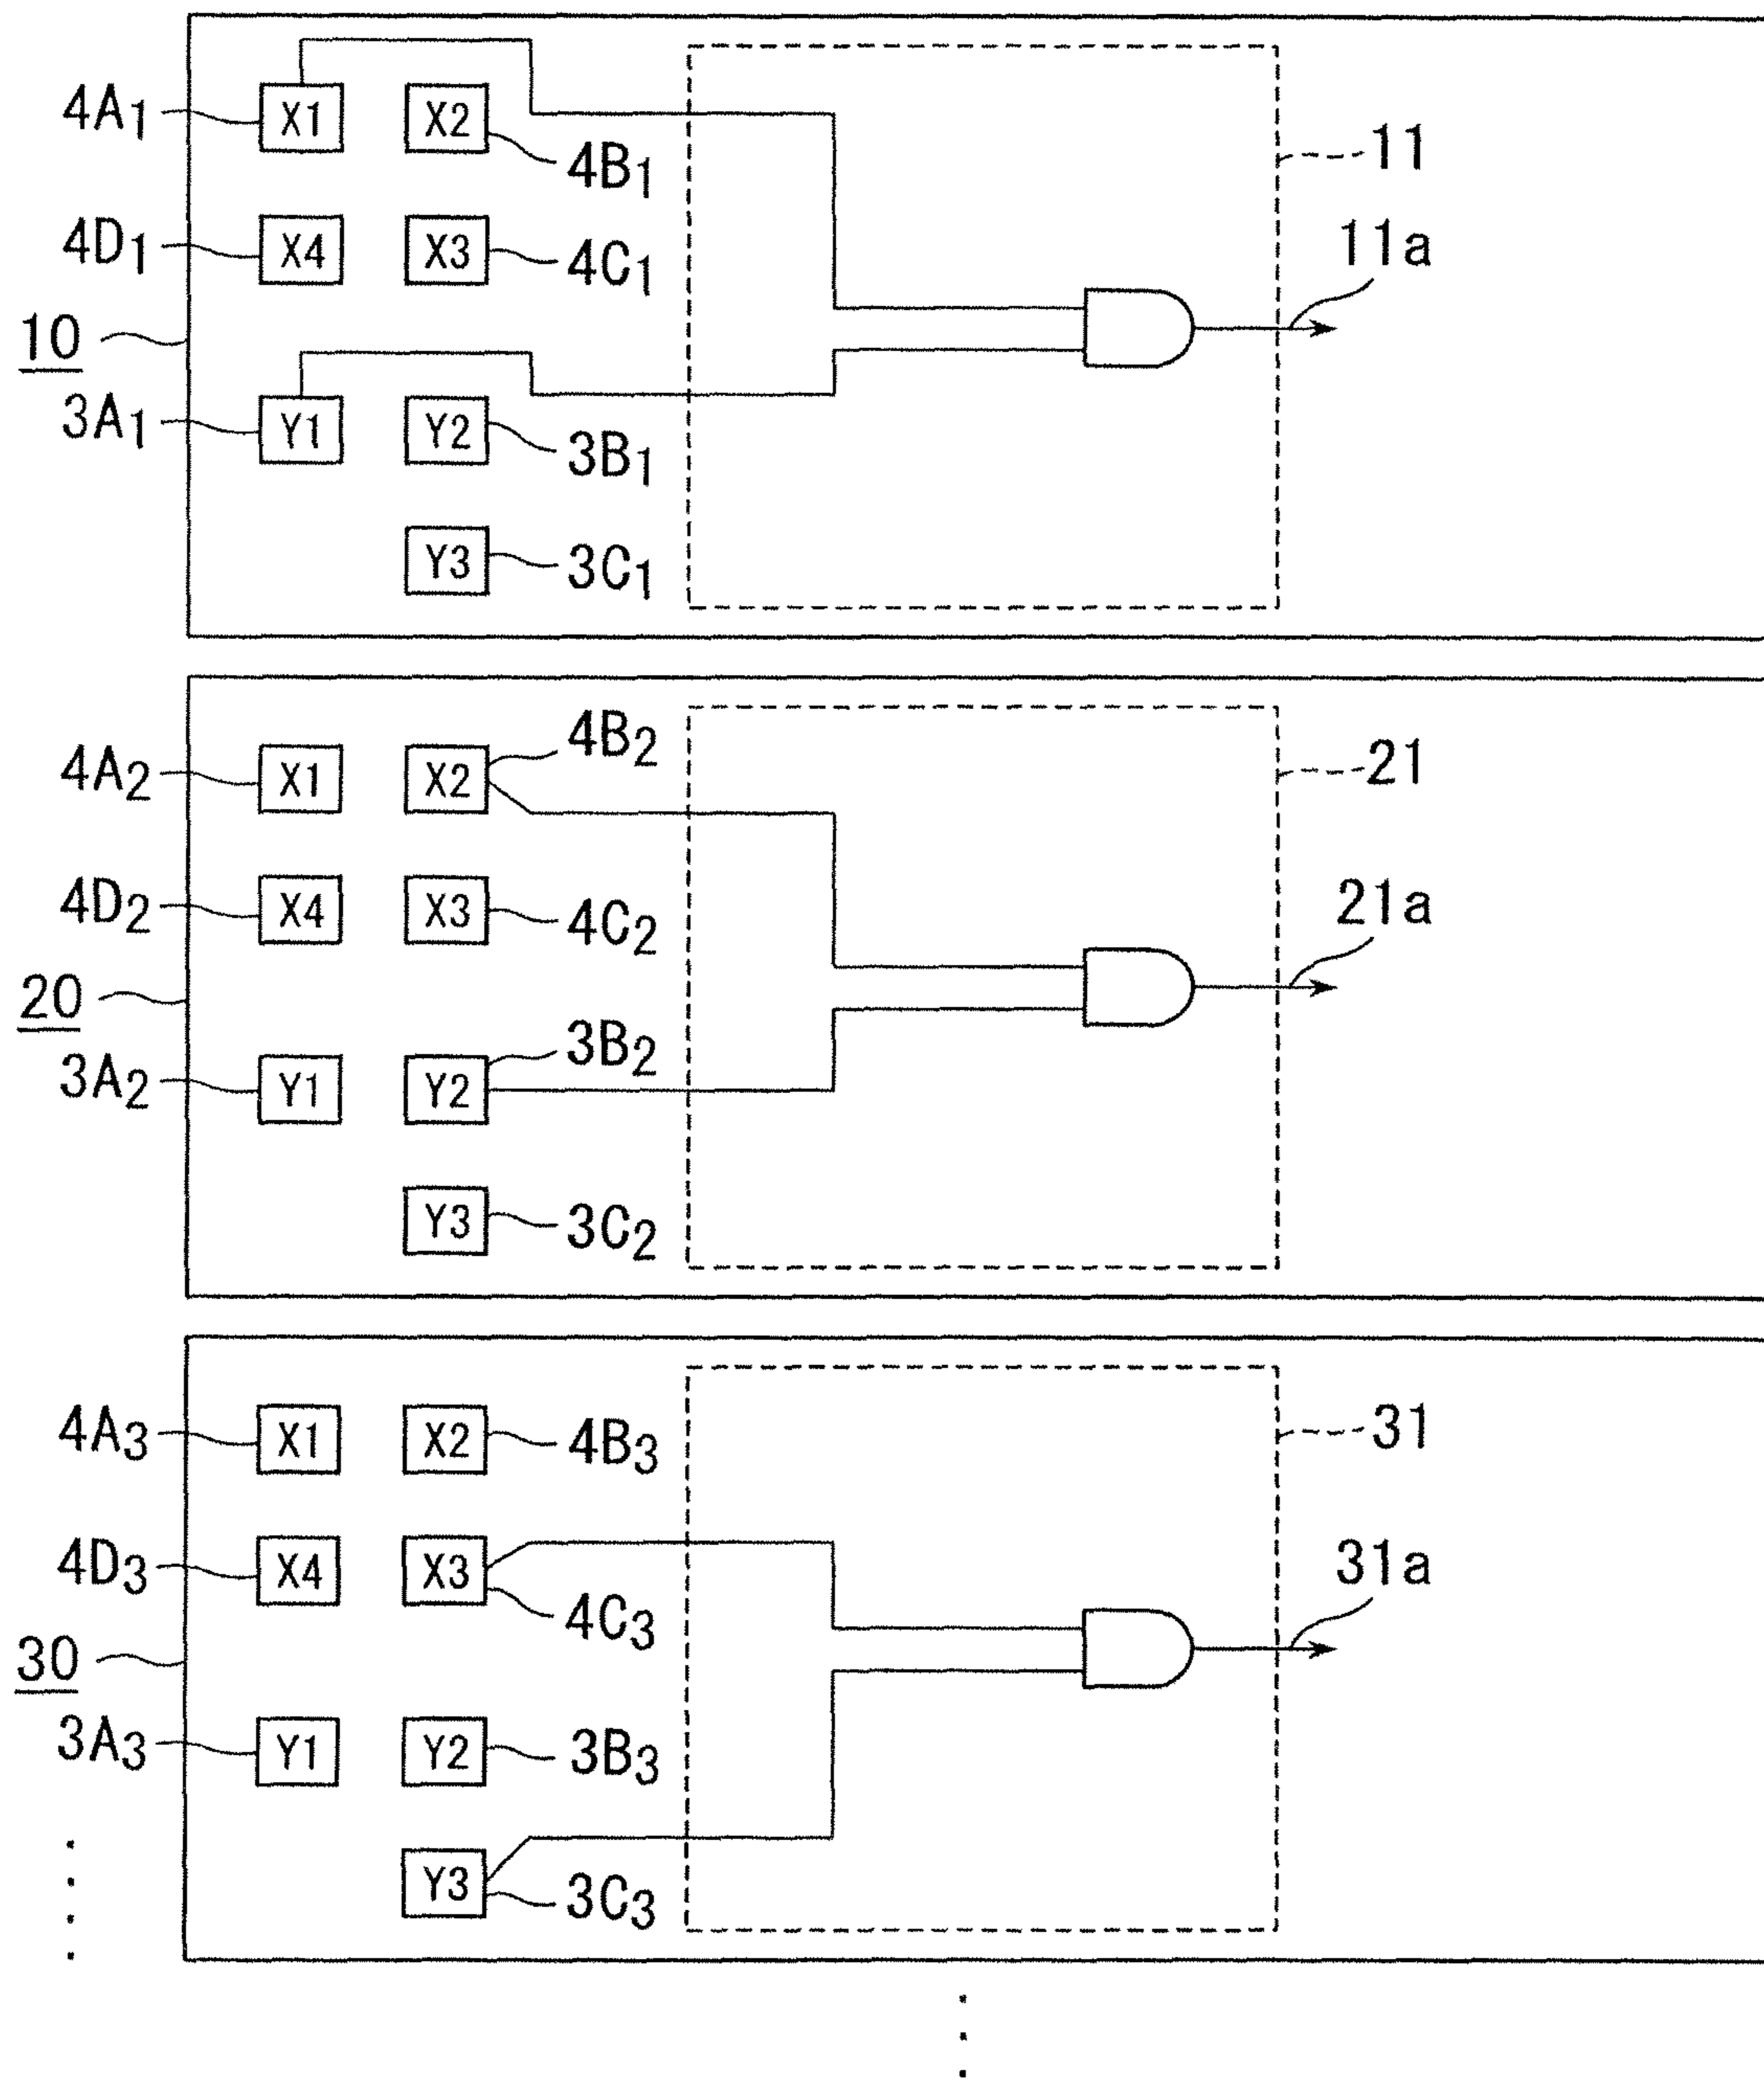 4A1 X1 X2 4B1 11
4D1 X4 X3 4C1 11a
10
3A1 Y1 Y2 3B1
Y3 3C1
4A2 X1 X2 4B2 21
4D2 X4 X3 4C2 21a
20
3A2 Y1 Y2 3B2
Y3 3C2
4A3 X1 X2 4B3 31
4D3 X4 X3 4C3 31a
30
3A3 Y1 Y2 3B3
Y3 3C3